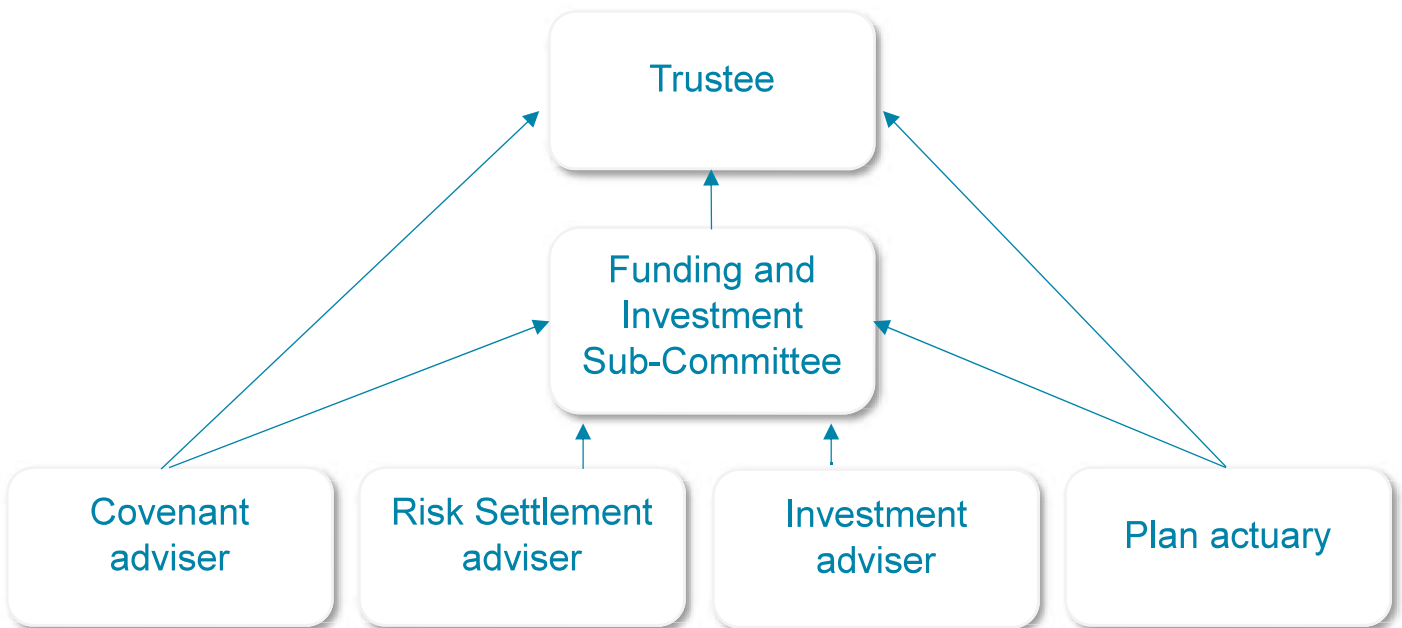 Trustee
Funding and
Investment
Sub-Committee
Covenant
adviser
Risk Settlement
adviser
Investment
adviser
Plan actuary